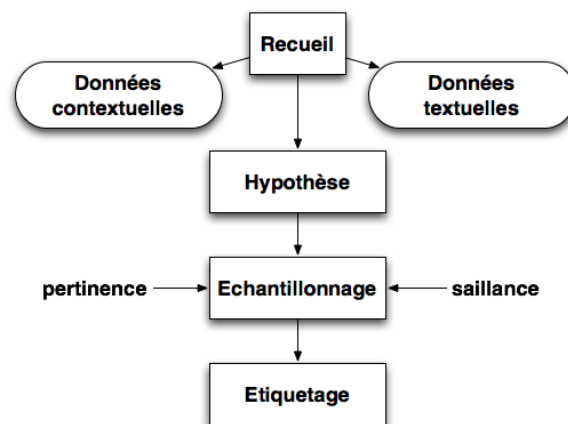 Recueil
Données
contextuelles
Données
textuelles
Hypothèse
pertinence
Echantillonnage
saillance
Etiquetage